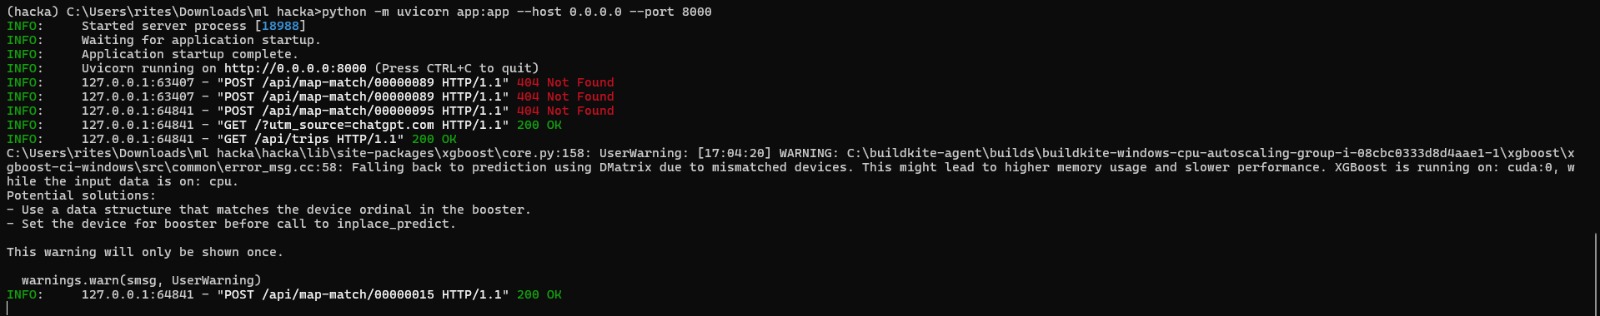 (hacka) C:\Users\rites\Downloads\ml hacka>python -m uvicorn app:app --host 0.0.0.0 --port 8000
INFO:     Started server process [18988]
INFO:     Waiting for application startup.
INFO:     Application startup complete.
INFO:     Uvicorn running on http://0.0.0.0:8000 (Press CTRL+C to quit)
INFO:     127.0.0.1:63407 - "POST /api/map-match/00000089 HTTP/1.1" 404 Not Found
INFO:     127.0.0.1:63407 - "POST /api/map-match/00000089 HTTP/1.1" 404 Not Found
INFO:     127.0.0.1:64841 - "POST /api/map-match/00000095 HTTP/1.1" 404 Not Found
INFO:     127.0.0.1:64841 - "GET /?utm_source=chatgpt.com HTTP/1.1" 200 OK
INFO:     127.0.0.1:64841 - "GET /api/trips HTTP/1.1" 200 OK
C:\Users\rites\Downloads\ml hacka\hacka\lib\site-packages\xgboost\core.py:158: UserWarning: [17:04:20] WARNING: C:\buildkite-agent\builds\buildkite-windows-cpu-autoscaling-group-i-08cbc0333d8d4aae1-1\xgboost\x
gboost-ci-windows\src\common\error_msg.cc:58: Falling back to prediction using DMatrix due to mismatched devices. This might lead to higher memory usage and slower performance. XGBoost is running on: cuda:0, w
hile the input data is on: cpu.
Potential solutions:
- Use a data structure that matches the device ordinal in the booster.
- Set the device for booster before call to inplace_predict.
This warning will only be shown once.
  warnings.warn(smsg, UserWarning)
INFO:     127.0.0.1:64841 - "POST /api/map-match/00000015 HTTP/1.1" 200 OK